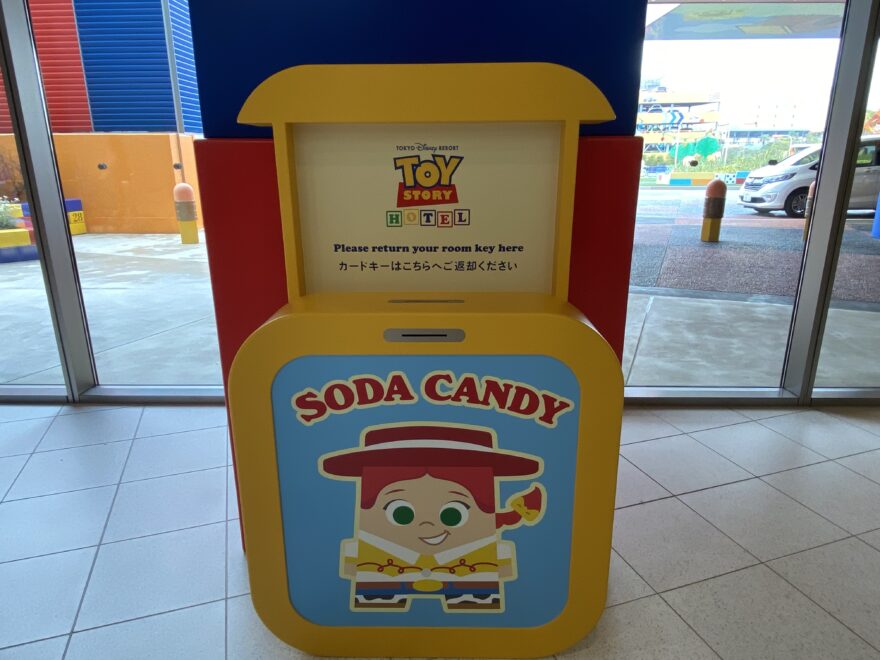 TOKYO Disney RESORT
TOY
STORY
HOTEL
Please return your room key here
カードキーはこちらへご返却ください
SODA CANDY
28